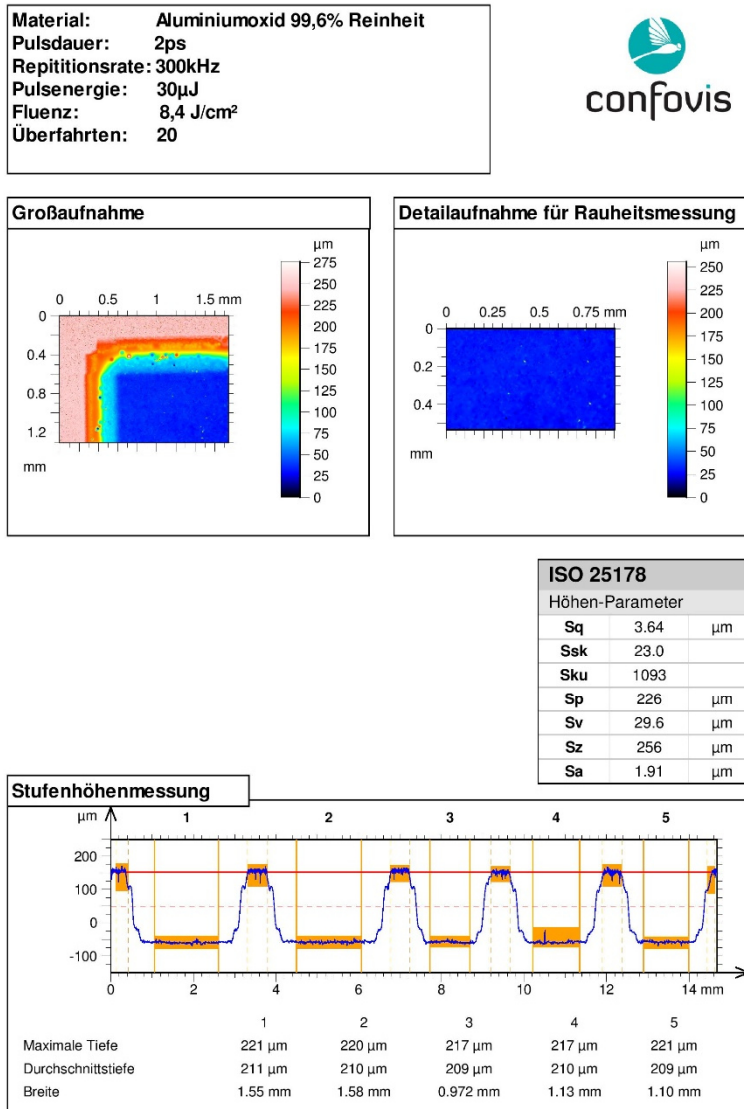 Material: Aluminiumoxid 99,6% Reinheit
Pulsdauer: 2ps
Repititionsrate: 300kHz
Pulsenergie: 30µJ
Fluenz: 8,4 J/cm²
Überfahrten: 20
confovis
Großaufnahme
µm
0 0.5 1 1.5 mm
0
0.4
0.8
1.2
mm
275
250
225
200
175
150
125
100
75
50
25
0
Detailaufnahme für Rauheitsmessung
µm
0 0.25 0.5 0.75 mm
0
0.2
0.4
mm
250
225
200
175
150
125
100
75
50
25
0
ISO 25178
Höhen-Parameter
Sq 3.64 µm
Ssk 23.0
Sku 1093
Sp 226 µm
Sv 29.6 µm
Sz 256 µm
Sa 1.91 µm
Stufenhöhenmessung
µm 1 2 3 4 5
200
100
0
-100
0 2 4 6 8 10 12 14 mm
1 2 3 4 5
Maximale Tiefe 221 µm 220 µm 217 µm 217 µm 221 µm
Durchschnittstiefe 211 µm 210 µm 209 µm 210 µm 209 µm
Breite 1.55 mm 1.58 mm 0.972 mm 1.13 mm 1.10 mm